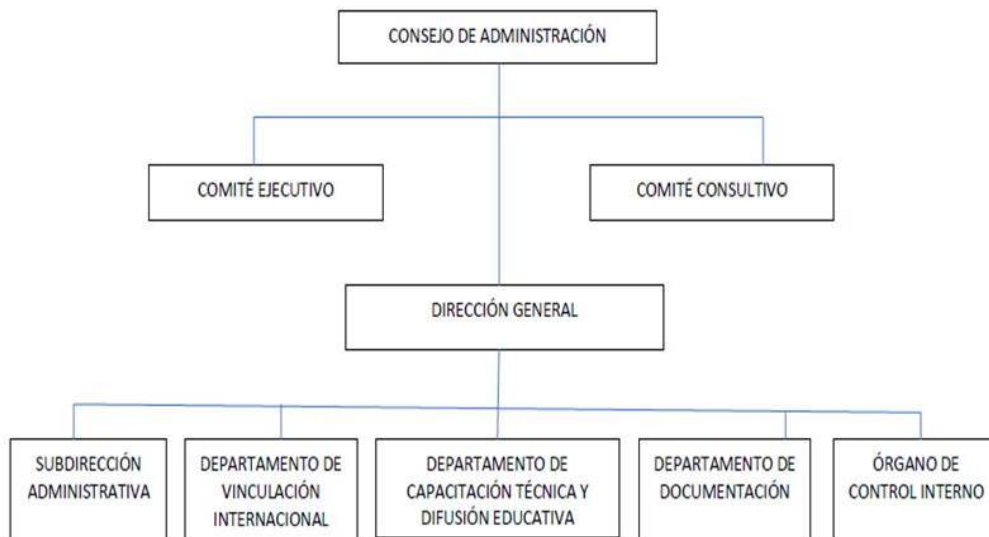 CONSEJO DE ADMINISTRACIÓN
COMITÉ EJECUTIVO
COMITÉ CONSULTIVO
DIRECCIÓN GENERAL
SUBDIRECCIÓN
ADMINISTRATIVA
DEPARTAMENTO DE
VINCULACIÓN
INTERNACIONAL
DEPARTAMENTO DE
CAPACITACIÓN TÉCNICA Y
DIFUSIÓN EDUCATIVA
DEPARTAMENTO DE
DOCUMENTACIÓN
ÓRGANO DE
CONTROL INTERNO